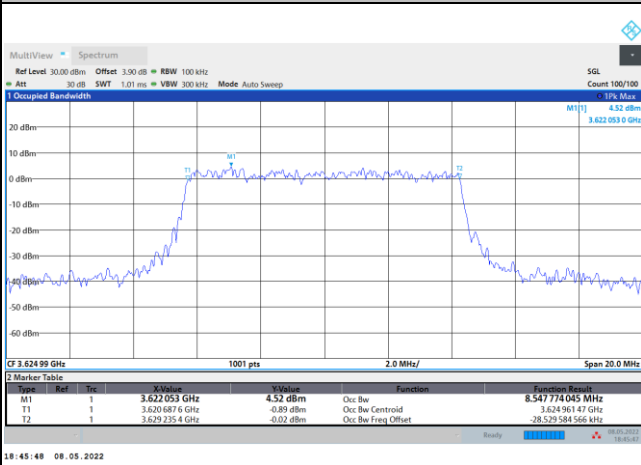 MultiView Spectrum
Ref Level 30.00 dBm Offset 3.90 dB RBW 100 kHz SGL
Att 30 dB SWT 1.01 ms VBW 300 kHz Mode Auto Sweep Count 100/100
1 Occupied Bandwidth 1Pk Max
M1[1] 4.52 dBm
3.622 053 0 GHz
20 dBm
10 dBm
M1
T1
T2
0 dBm
-10 dBm
-20 dBm
-30 dBm
-40 dBm
-50 dBm
-60 dBm
CF 3.624 99 GHz 1001 pts 2.0 MHz/ Span 20.0 MHz
2 Marker Table
Type Ref Trc X-Value Y-Value Function Function Result
M1 1 3.622 053 GHz 4.52 dBm Occ Bw 8.547 774 045 MHz
T1 1 3.620 687 6 GHz -0.89 dBm Occ Bw Centroid 3.624 961 47 GHz
T2 1 3.629 235 4 GHz -0.02 dBm Occ Bw Freq Offset -28.529 584 566 kHz
Ready 08.05.2022
18:45:47
18:45:48 08.05.2022